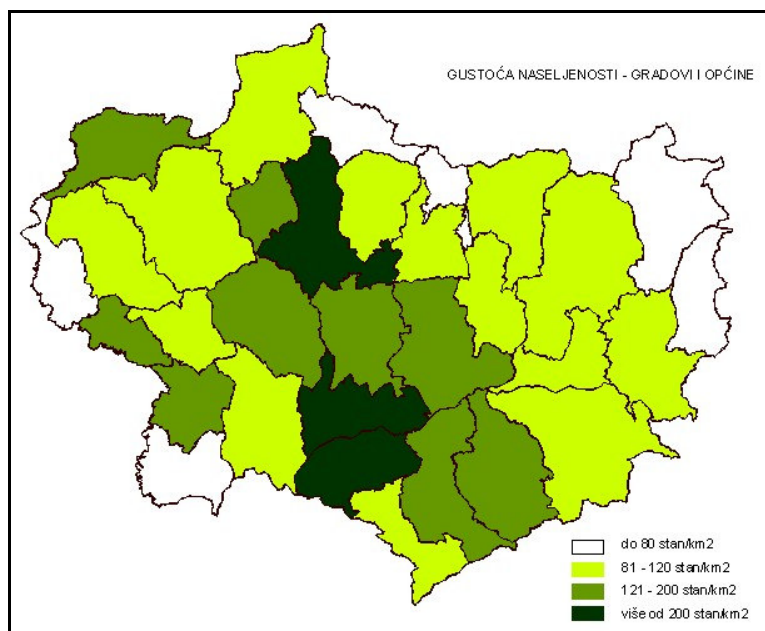 GUSTOĆA NASELJENOSTI - GRADOVI I OPĆINE
do 80 stan/km2
81 - 120 stan/km2
121 - 200 stan/km2
više od 200 stan/km2